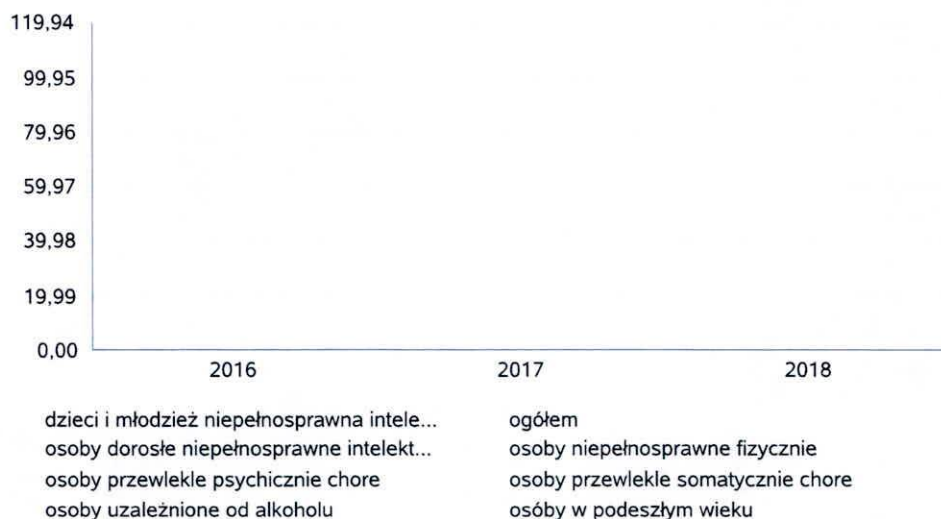 119,94
99,95
79,96
59,97
39,98
19,99
0,00
2016 2017 2018
dzieci i młodzież niepełnosprawna intele... ogółem
osoby dorosłe niepełnosprawne intelekt... osoby niepełnosprawne fizycznie
osoby przewlekle psychicznie chore osoby przewlekle somatycznie chore
osoby uzależnione od alkoholu osóby w podeszłym wieku